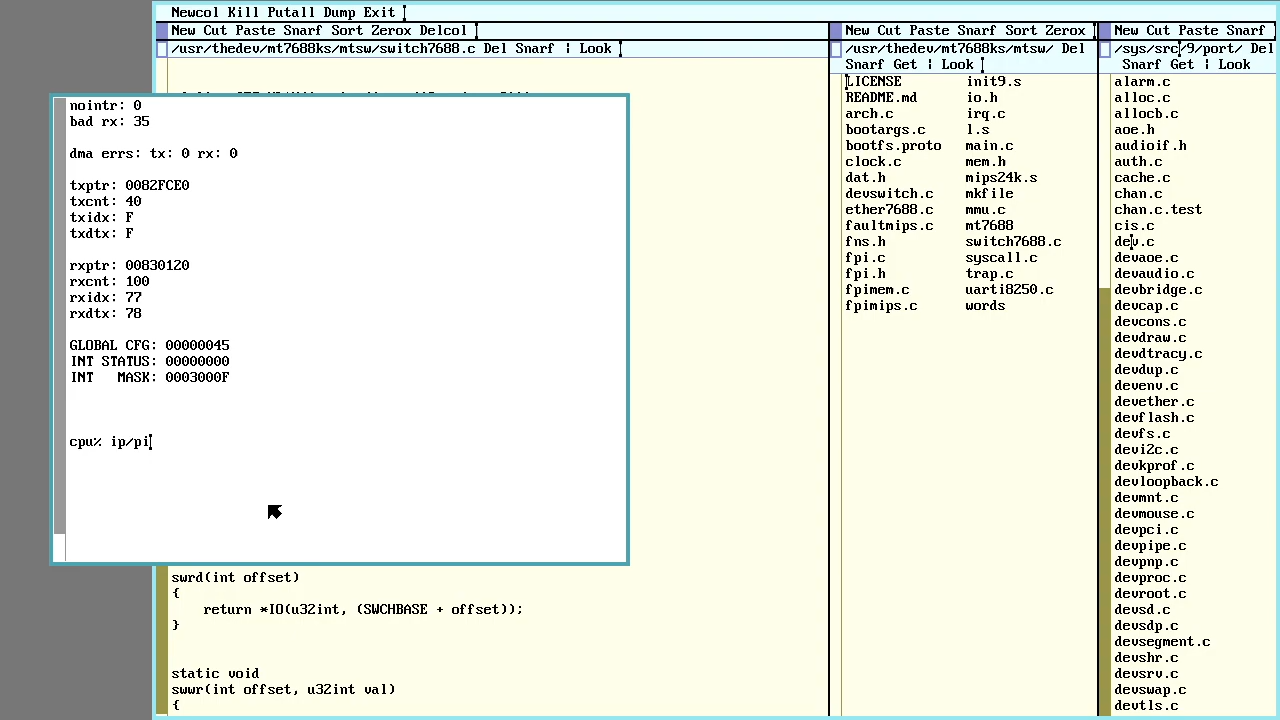 Newcol Kill Putall Dump Exit
New Cut Paste Snarf Sort Zerox Delcol
/usr/thedev/mt7688ks/mtsw/switch7688.c Del Snarf | Look
nointr: 0
bad rx: 35
dma errs: tx: 0 rx: 0
txptr: 0082FCE0
txcnt: 40
txidx: F
txdtx: F
rxptr: 00830120
rxcnt: 100
rxidx: 77
rxdtx: 78
GLOBAL CFG: 00000045
INT STATUS: 00000000
INT   MASK: 0003000F
cpu% ip/pi
swrd(int offset)
{
return *IO(u32int, (SWCHBASE + offset));
}
static void
swwr(int offset, u32int val)
{
New Cut Paste Snarf Sort Zerox
/usr/thedev/mt7688ks/mtsw/ Del
Snarf Get | Look
LICENSE init9.s
README.md io.h
arch.c irq.c
bootargs.c l.s
bootfs.proto main.c
clock.c mem.h
dat.h mips24k.s
devswitch.c mkfile
ether7688.c mmu.c
faultmips.c mt7688
fns.h switch7688.c
fpi.c syscall.c
fpi.h trap.c
fpimem.c uarti8250.c
fpimips.c words
New Cut Paste Snarf
/sys/src/9/port/ Del
Snarf Get | Look
alarm.c
alloc.c
allocb.c
aoe.h
audioif.h
auth.c
cache.c
chan.c
chan.c.test
cis.c
dev.c
devaoe.c
devaudio.c
devbridge.c
devcap.c
devcons.c
devdraw.c
devdtracy.c
devdup.c
devenv.c
devether.c
devflash.c
devfs.c
devi2c.c
devkprof.c
devloopback.c
devmnt.c
devmouse.c
devpci.c
devpipe.c
devpnp.c
devproc.c
devroot.c
devsd.c
devsdp.c
devsegment.c
devshr.c
devsrv.c
devswap.c
devtls.c